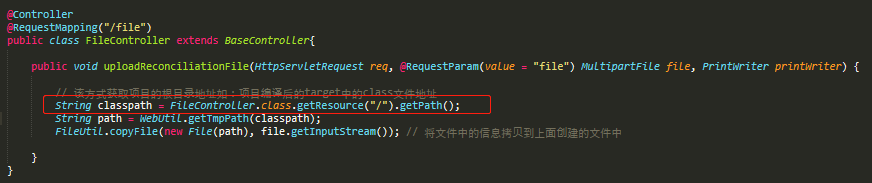 @Controller
@RequestMapping("/file")
public class FileController extends BaseController{
public void uploadReconciliationFile(HttpServletRequest req, @RequestParam(value = "file") MultipartFile file, PrintWriter printWriter) {
// 该方式获取项目的根目录地址如：项目编译后的target中的class文件地址
String classpath = FileController.class.getResource("/").getPath();
String path = WebUtil.getTmpPath(classpath);
FileUtil.copyFile(new File(path), file.getInputStream()); // 将文件中的信息拷贝到上面创建的文件中
}
}